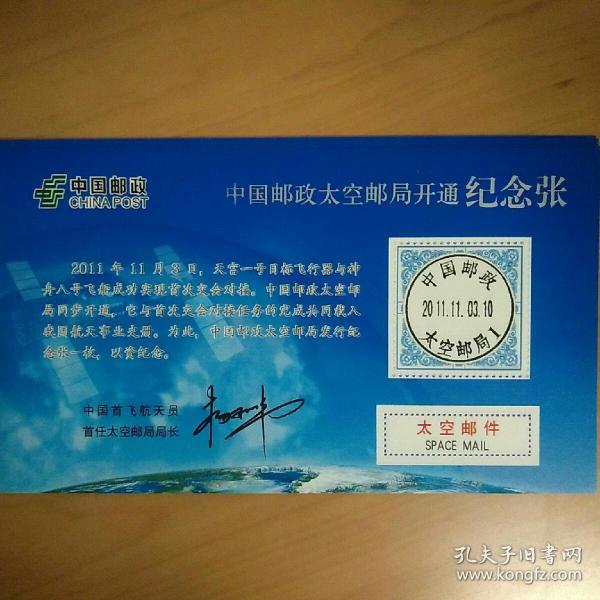 中国邮政
CHINA POST
中国邮政太空邮局开通 纪念张
2011年11月3日，天宫一号目标飞行器与神
舟八号飞船成功实现首次交会对接。中国邮政太空邮
局同步开通，它与首次交会对接任务的完成共同载入
我国航天事业史册。为此，中国邮政太空邮局发行纪
念张一枚，以资纪念。
中国首飞航天员
首任太空邮局局长
中国邮政
2011.11.03.10
太空邮局1
太空邮件
SPACE MAIL
孔夫子旧书网
www.kongfz.com